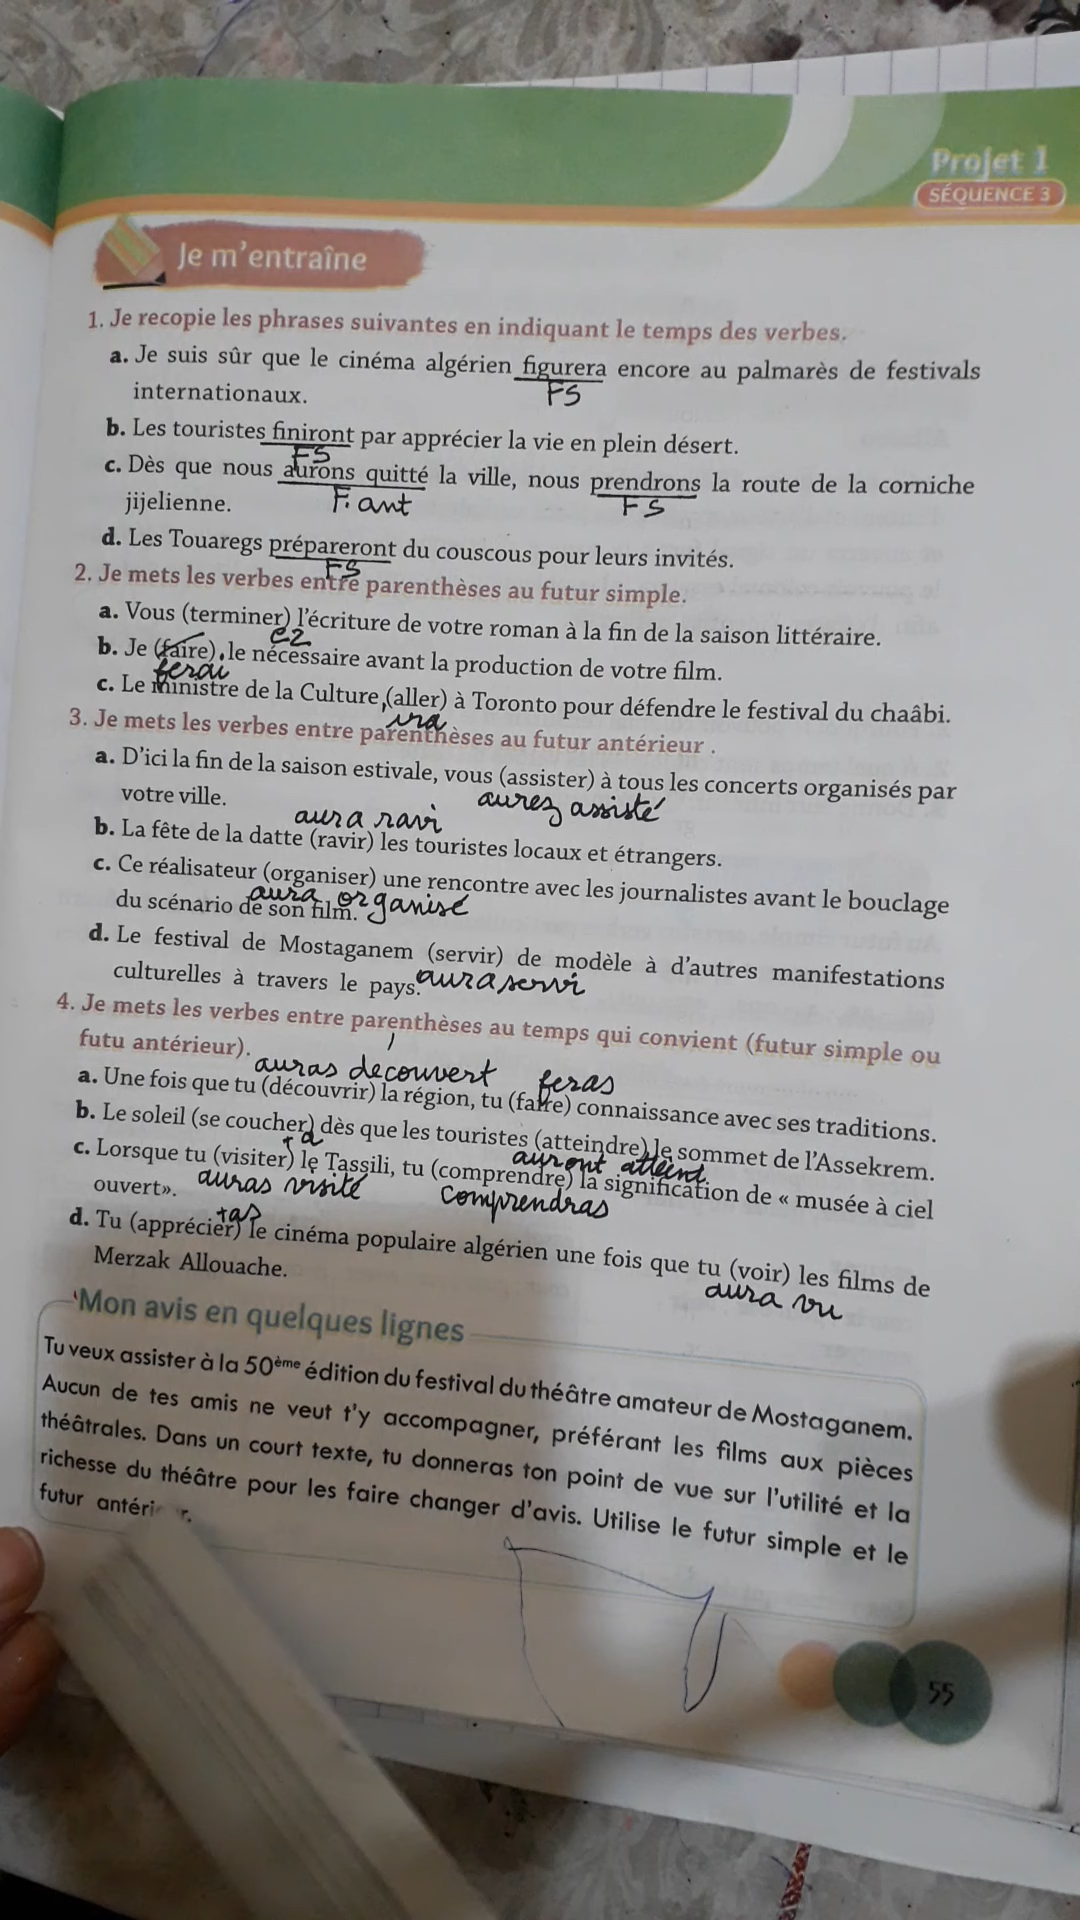 Projet 1
SÉQUENCE 3
Je m'entraîne
1. Je recopie les phrases suivantes en indiquant le temps des verbes.
a. Je suis sûr que le cinéma algérien figurera encore au palmarès de festivals
FS
internationaux.
b. Les touristes finiront par apprécier la vie en plein désert.
FS
c. Dès que nous aurons quitté la ville, nous prendrons la route de la corniche
F. ant FS
jijelienne.
d. Les Touaregs prépareront du couscous pour leurs invités.
FS
2. Je mets les verbes entre parenthèses au futur simple.
a. Vous (terminer) l'écriture de votre roman à la fin de la saison littéraire.
ez
b. Je (faire) le nécessaire avant la production de votre film.
ferai
c. Le ministre de la Culture (aller) à Toronto pour défendre le festival du chaâbi.
ira
3. Je mets les verbes entre parenthèses au futur antérieur .
a. D'ici la fin de la saison estivale, vous (assister) à tous les concerts organisés par
votre ville. aurez assisté
aura ravi
b. La fête de la datte (ravir) les touristes locaux et étrangers.
c. Ce réalisateur (organiser) une rencontre avec les journalistes avant le bouclage
aura organisé
du scénario de son film.
d. Le festival de Mostaganem (servir) de modèle à d'autres manifestations
culturelles à travers le pays. aura servi
4. Je mets les verbes entre parenthèses au temps qui convient (futur simple ou
futu antérieur).
auras decouvert feras
a. Une fois que tu (découvrir) la région, tu (faire) connaissance avec ses traditions.
b. Le soleil (se coucher) dès que les touristes (atteindre) le sommet de l'Assekrem.
+a auront atteint
c. Lorsque tu (visiter) le Tassili, tu (comprendre) la signification de « musée à ciel
ouvert». auras visité comprendras
+as
d. Tu (apprécier) le cinéma populaire algérien une fois que tu (voir) les films de
Merzak Allouache. aura vu
Mon avis en quelques lignes
Tu veux assister à la 50ème édition du festival du théâtre amateur de Mostaganem.
Aucun de tes amis ne veut t'y accompagner, préférant les films aux pièces
théâtrales. Dans un court texte, tu donneras ton point de vue sur l'utilité et la
richesse du théâtre pour les faire changer d'avis. Utilise le futur simple et le
futur
55